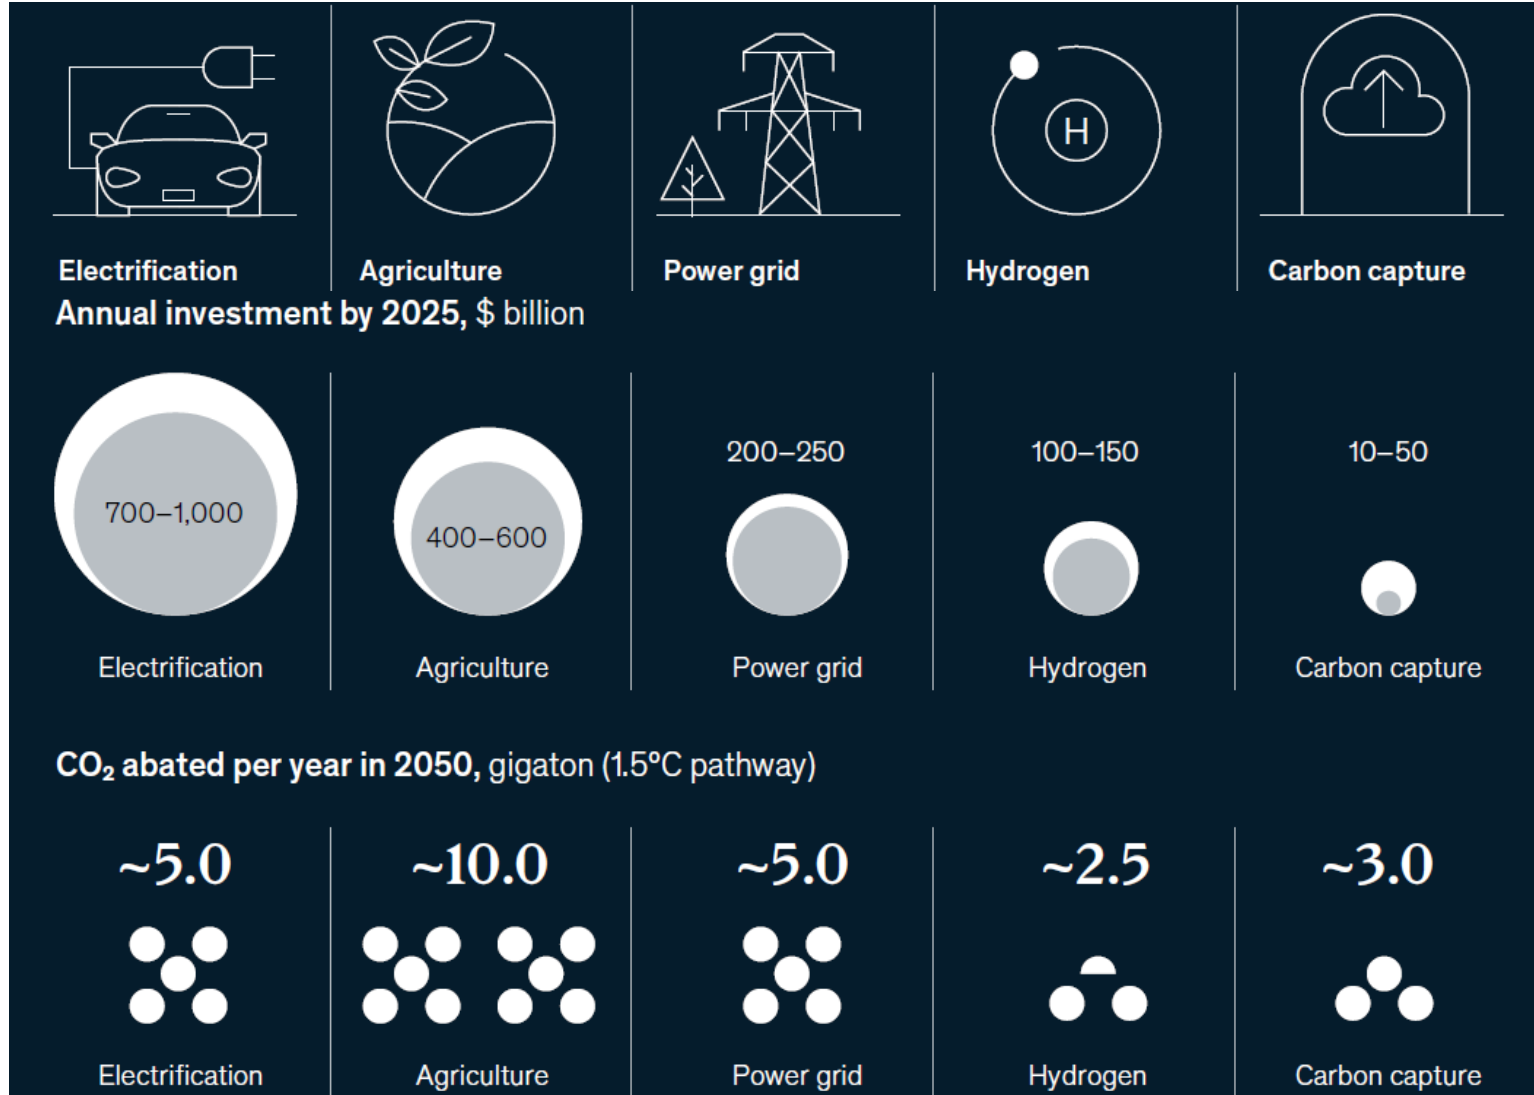 H
Electrification
Agriculture
Power grid
Hydrogen
Carbon capture
Annual investment by 2025, $ billion
700–1,000
400–600
200–250
100–150
10–50
Electrification
Agriculture
Power grid
Hydrogen
Carbon capture
CO₂ abated per year in 2050, gigaton (1.5°C pathway)
~5.0
~10.0
~5.0
~2.5
~3.0
Electrification
Agriculture
Power grid
Hydrogen
Carbon capture